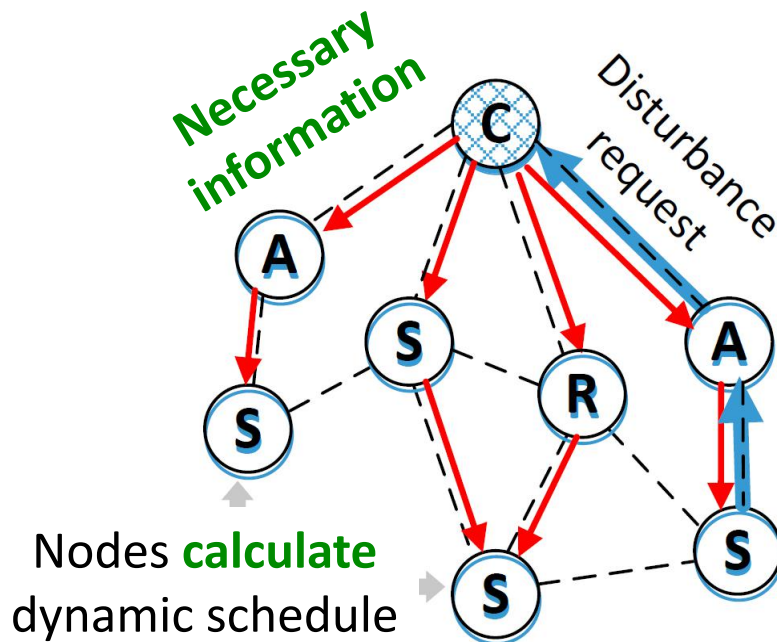 Necessary
information
Disturbance
request
C
A
S
A
R
S
S
S
Nodes calculate
dynamic schedule